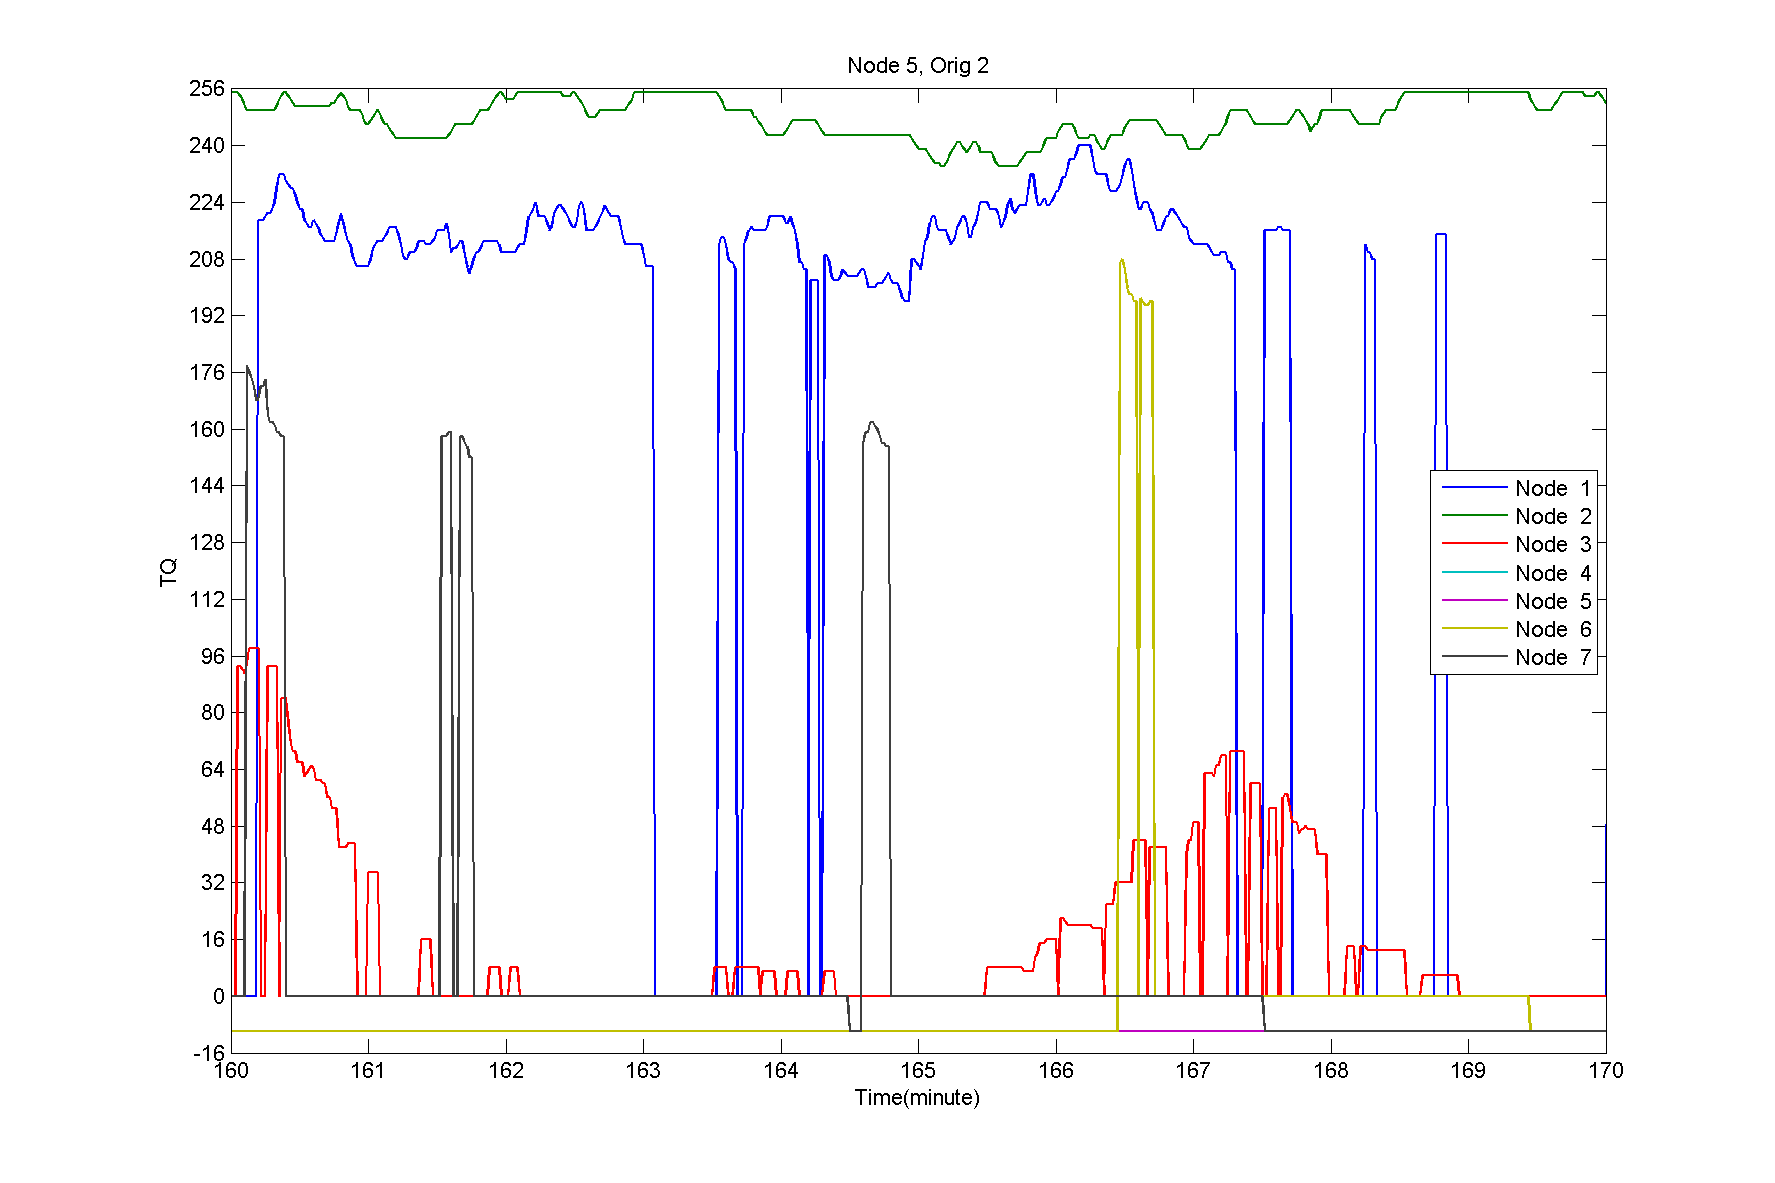 Node 5, Orig 2
256
240
224
208
192
176
160
144
128
112
96
80
64
48
32
16
0
-16
TQ
160 161 162 163 164 165 166 167 168 169 170
Time(minute)
Node 1
Node 2
Node 3
Node 4
Node 5
Node 6
Node 7